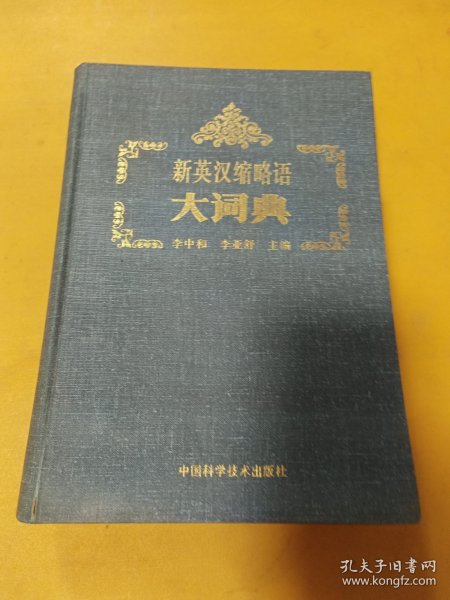 新英汉缩略语
大词典
李中和 李亚舒 主编
中国科学技术出版社
孔夫子旧书网
www.kongfz.com